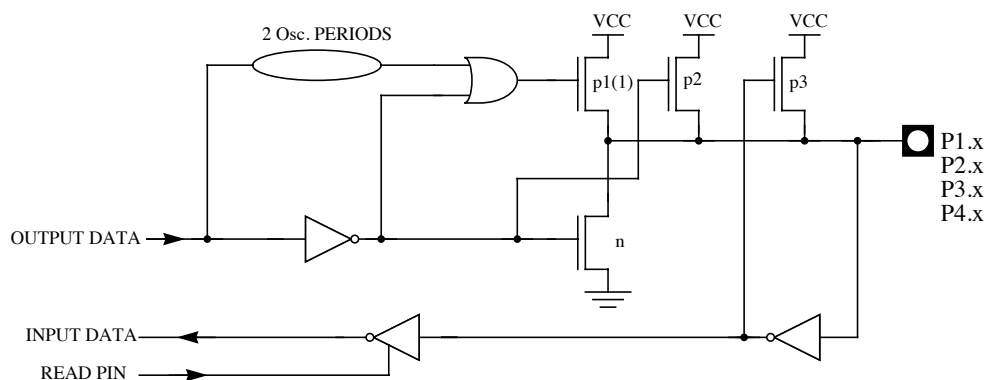 VCC
VCC
VCC
2 Osc. PERIODS
p1(1)
p2
p3
P1.x
P2.x
P3.x
P4.x
OUTPUT DATA
n
INPUT DATA
READ PIN